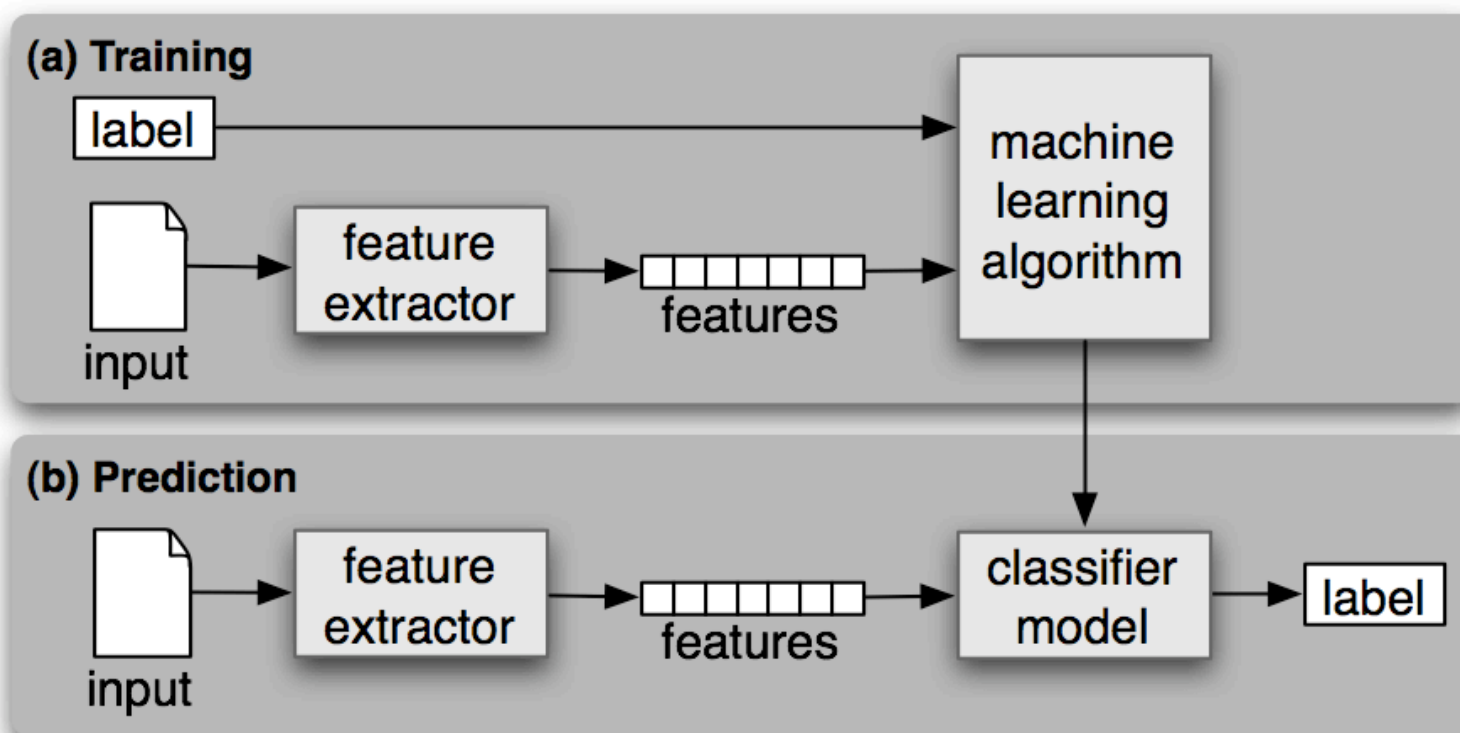 (a) Training
label
machine
learning
algorithm
feature
extractor
features
input
(b) Prediction
feature
extractor
features
classifier
model
label
input